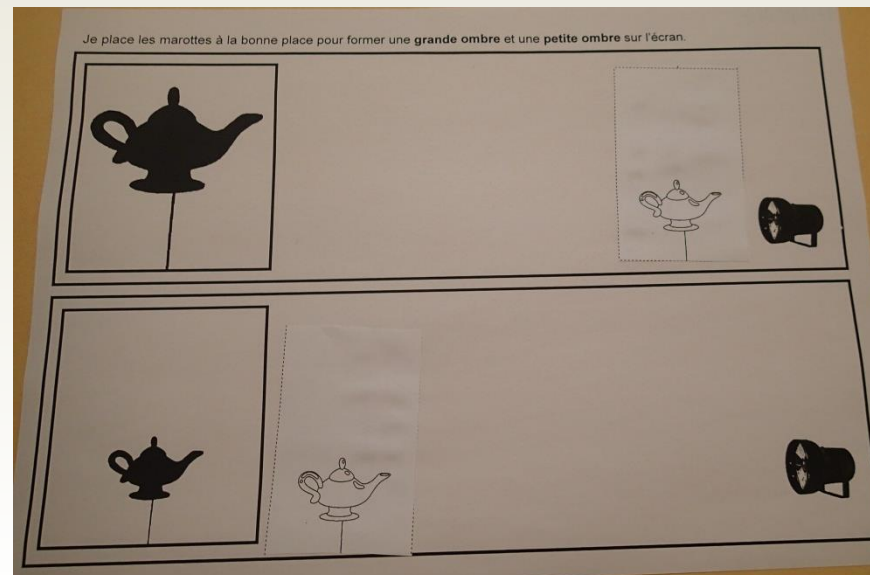 Je place les marottes à la bonne place pour former une grande ombre et une petite ombre sur l'écran.